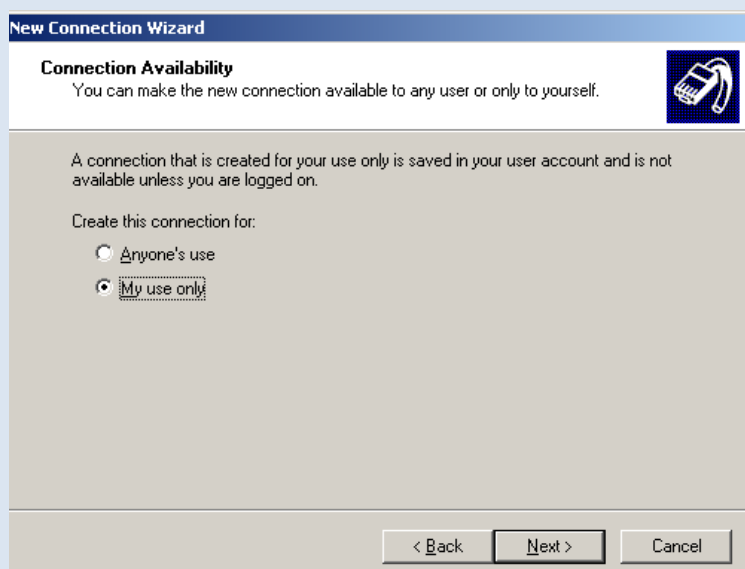 New Connection Wizard
Connection Availability
You can make the new connection available to any user or only to yourself.
A connection that is created for your use only is saved in your user account and is not
available unless you are logged on.
Create this connection for:
Anyone's use
My use only
< Back Next > Cancel